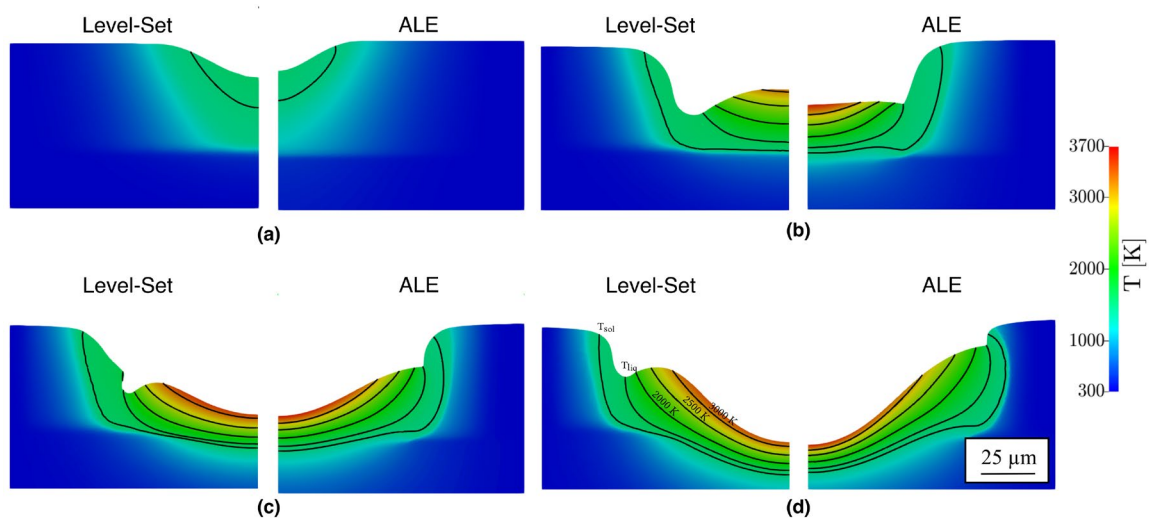 Level-Set
ALE
Level-Set
ALE
(a)
(b)
3700
3000
2000
1000
300
T [K]
Level-Set
ALE
Level-Set
ALE
T_sol
T_liq
2000 K
2500 K
3000 K
25 µm
(c)
(d)